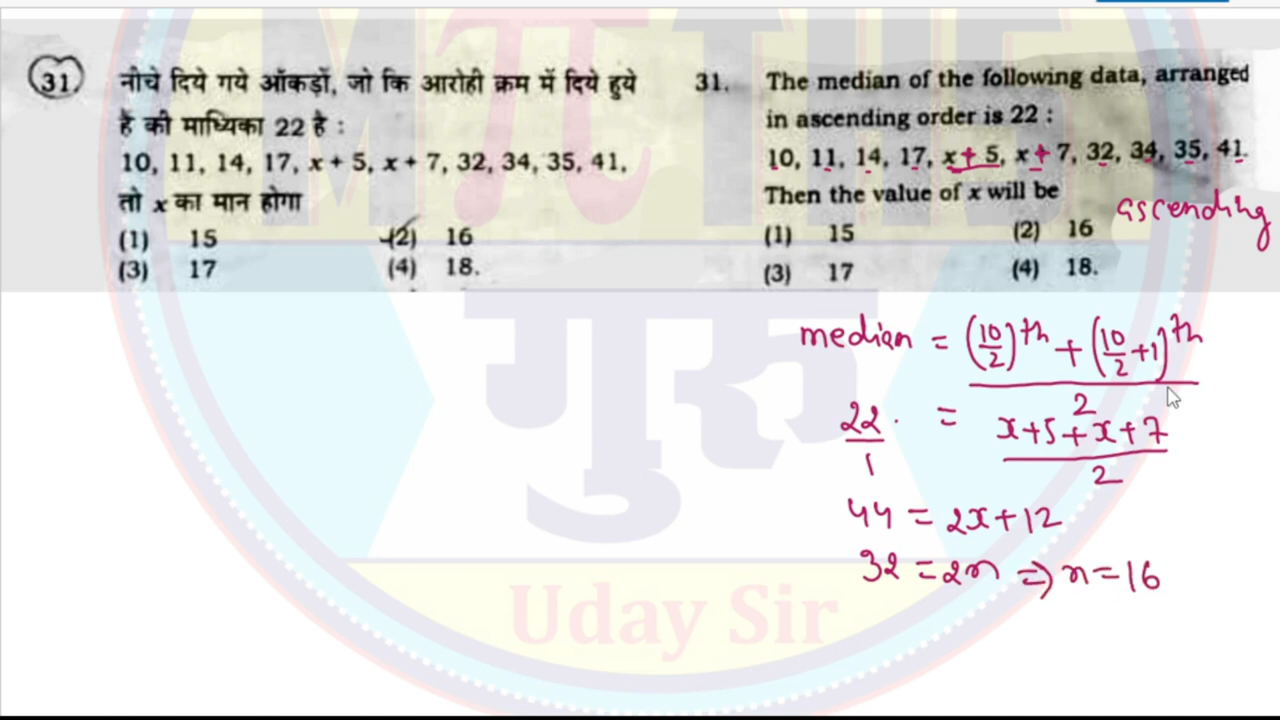 31. नीचे दिये गये आँकड़ों, जो कि आरोही क्रम में दिये हुये
है की माध्यिका 22 है :
10, 11, 14, 17, x + 5, x + 7, 32, 34, 35, 41,
तो x का मान होगा
(1) 15 (2) 16
(3) 17 (4) 18.
31. The median of the following data, arranged
in ascending order is 22 :
10, 11, 14, 17, x + 5, x + 7, 32, 34, 35, 41.
Then the value of x will be
(1) 15 (2) 16
(3) 17 (4) 18.
ascending
median = (10/2)th + (10/2 +1)th / 2
22/1 = x+5+x+7 / 2
44 = 2x+12
32 = 2n => n = 16
MπTHS
गुरु
Uday Sir